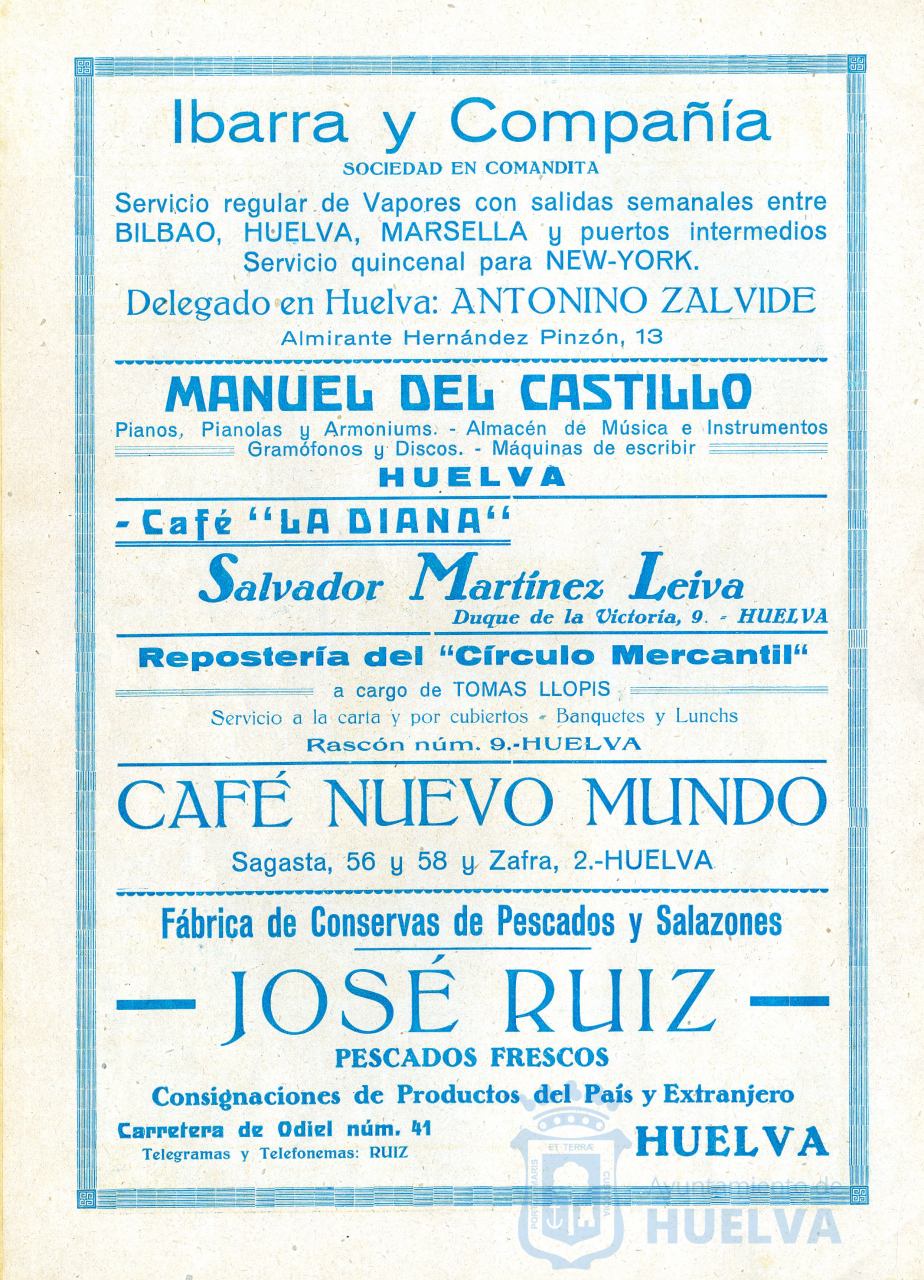 Ibarra y Compañía
SOCIEDAD EN COMANDITA
Servicio regular de Vapores con salidas semanales entre
BILBAO, HUELVA, MARSELLA y puertos intermedios
Servicio quincenal para NEW-YORK.
Delegado en Huelva: ANTONINO ZALVIDE
Almirante Hernández Pinzón, 13
MANUEL DEL CASTILLO
Pianos, Pianolas y Armoniums. - Almacén de Música e Instrumentos
Gramófonos y Discos. - Máquinas de escribir
HUELVA
- Café "LA DIANA"
Salvador Martínez Leiva
Duque de la Victoria, 9. - HUELVA
Repostería del "Círculo Mercantil"
a cargo de TOMAS LLOPIS
Servicio a la carta y por cubiertos - Banquetes y Lunchs
Rascón núm. 9.-HUELVA
CAFÉ NUEVO MUNDO
Sagasta, 56 y 58 y Zafra, 2.-HUELVA
Fábrica de Conservas de Pescados y Salazones
JOSÉ RUIZ
PESCADOS FRESCOS
Consignaciones de Productos del País y Extranjero
Carretera de Odiel núm. 41
HUELVA
Telegramas y Telefonemas: RUIZ
PORTUS MARIS
ET TERRÆ
CUSTODIA
Ayuntamiento de
HUELVA